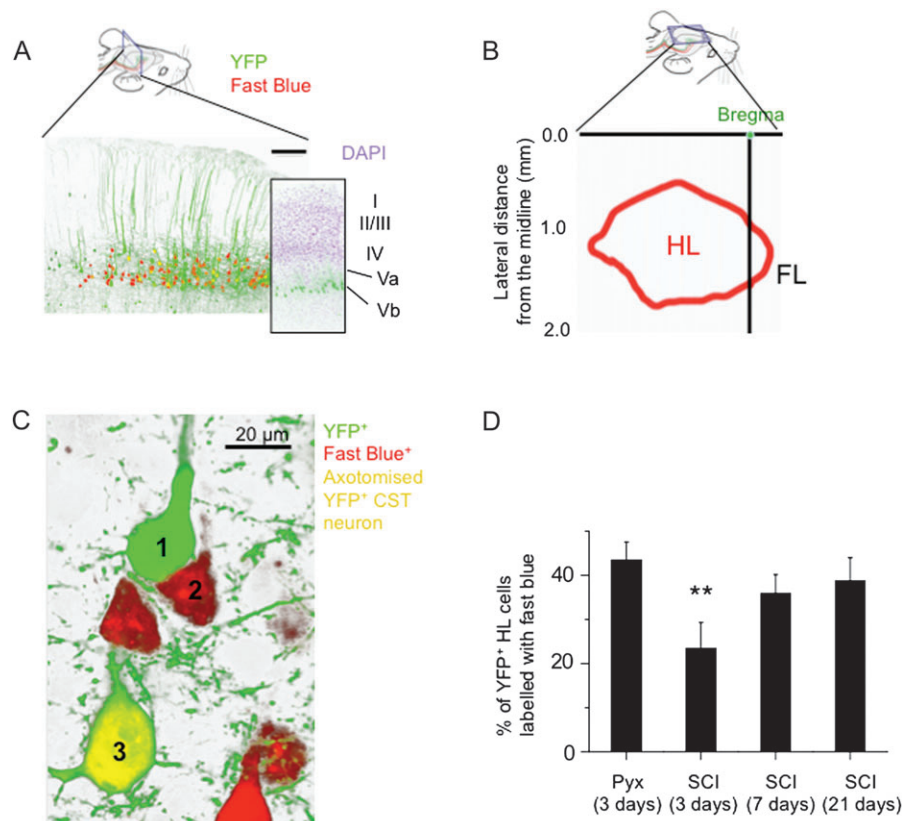 A
YFP
Fast Blue
DAPI
I
II/III
IV
Va
Vb
B
Bregma
0.0
1.0
2.0
Lateral distance
from the midline (mm)
HL
FL
C
20 µm
YFP⁺
Fast Blue⁺
Axotomised
YFP⁺ CST
neuron
1
2
3
D
% of YFP⁺ HL cells
labelled with fast blue
40
20
0
**
Pyx SCI SCI SCI
(3 days) (3 days) (7 days) (21 days)